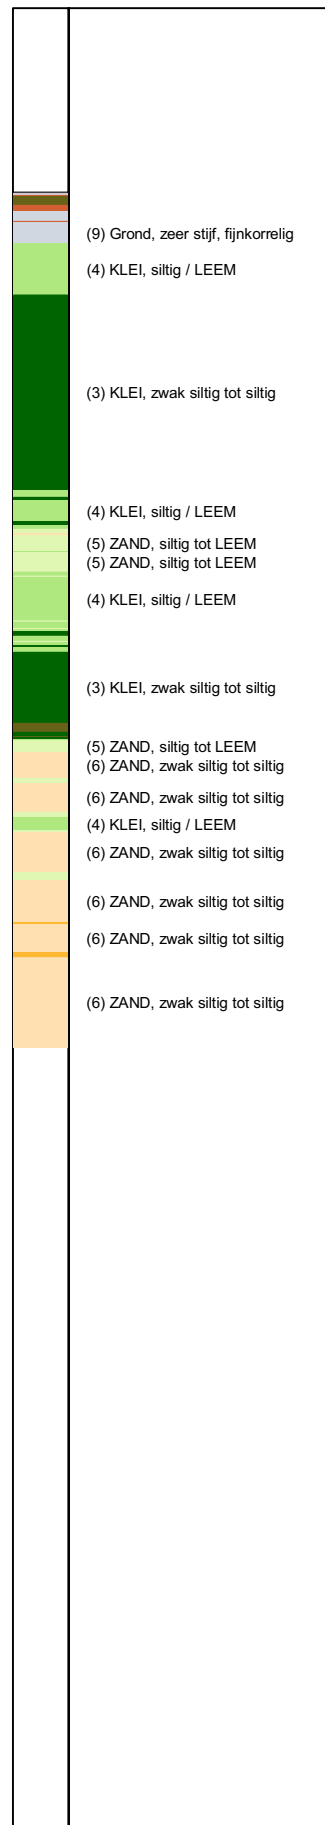 (9) Grond, zeer stijf, fijnkorrelig
(4) KLEI, siltig / LEEM
(3) KLEI, zwak siltig tot siltig
(4) KLEI, siltig / LEEM
(5) ZAND, siltig tot LEEM
(5) ZAND, siltig tot LEEM
(4) KLEI, siltig / LEEM
(3) KLEI, zwak siltig tot siltig
(5) ZAND, siltig tot LEEM
(6) ZAND, zwak siltig tot siltig
(6) ZAND, zwak siltig tot siltig
(4) KLEI, siltig / LEEM
(6) ZAND, zwak siltig tot siltig
(6) ZAND, zwak siltig tot siltig
(6) ZAND, zwak siltig tot siltig
(6) ZAND, zwak siltig tot siltig